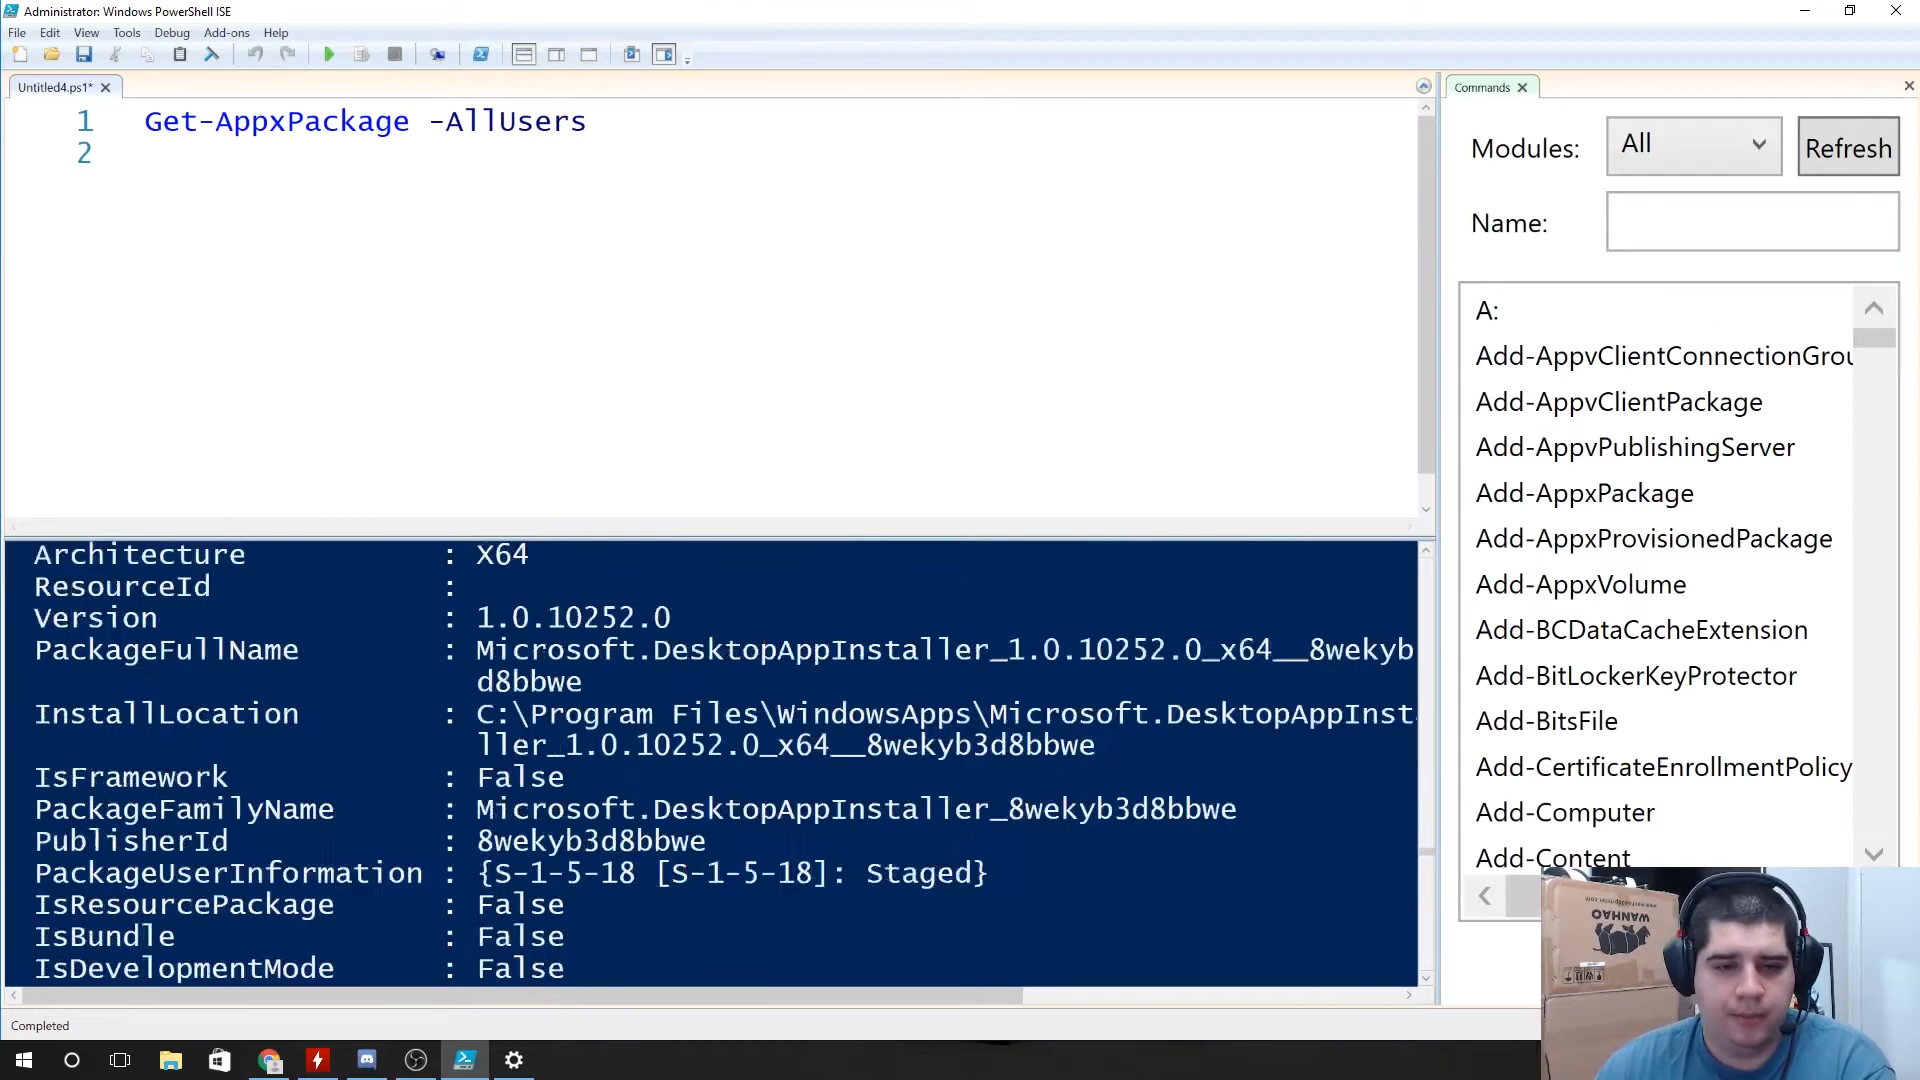 Administrator: Windows PowerShell ISE
File Edit View Tools Debug Add-ons Help
Untitled4.ps1*
Commands
1 Get-AppxPackage -AllUsers
2
Modules: All Refresh
Name:
A:
Add-AppvClientConnectionGrou
Add-AppvClientPackage
Add-AppvPublishingServer
Add-AppxPackage
Add-AppxProvisionedPackage
Add-AppxVolume
Add-BCDataCacheExtension
Add-BitLockerKeyProtector
Add-BitsFile
Add-CertificateEnrollmentPolicy
Add-Computer
Add-Content
Architecture : X64
ResourceId :
Version : 1.0.10252.0
PackageFullName : Microsoft.DesktopAppInstaller_1.0.10252.0_x64__8wekyb
d8bbwe
InstallLocation : C:\Program Files\WindowsApps\Microsoft.DesktopAppInst
ller_1.0.10252.0_x64__8wekyb3d8bbwe
IsFramework : False
PackageFamilyName : Microsoft.DesktopAppInstaller_8wekyb3d8bbwe
PublisherId : 8wekyb3d8bbwe
PackageUserInformation : {S-1-5-18 [S-1-5-18]: Staged}
IsResourcePackage : False
IsBundle : False
IsDevelopmentMode : False
WANHAO
Completed